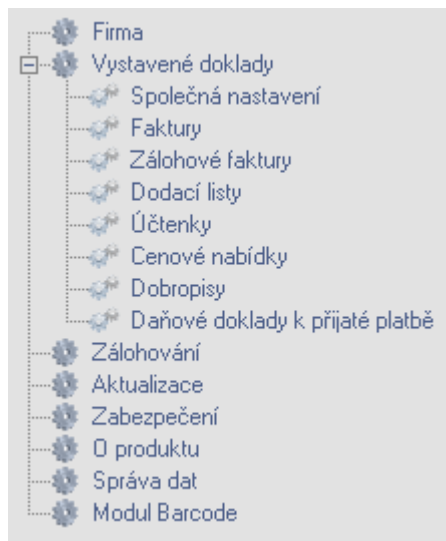 Firma
Vystavené doklady
Společná nastavení
Faktury
Zálohové faktury
Dodací listy
Účtenky
Cenové nabídky
Dobropisy
Daňové doklady k přijaté platbě
Zálohování
Aktualizace
Zabezpečení
O produktu
Správa dat
Modul Barcode